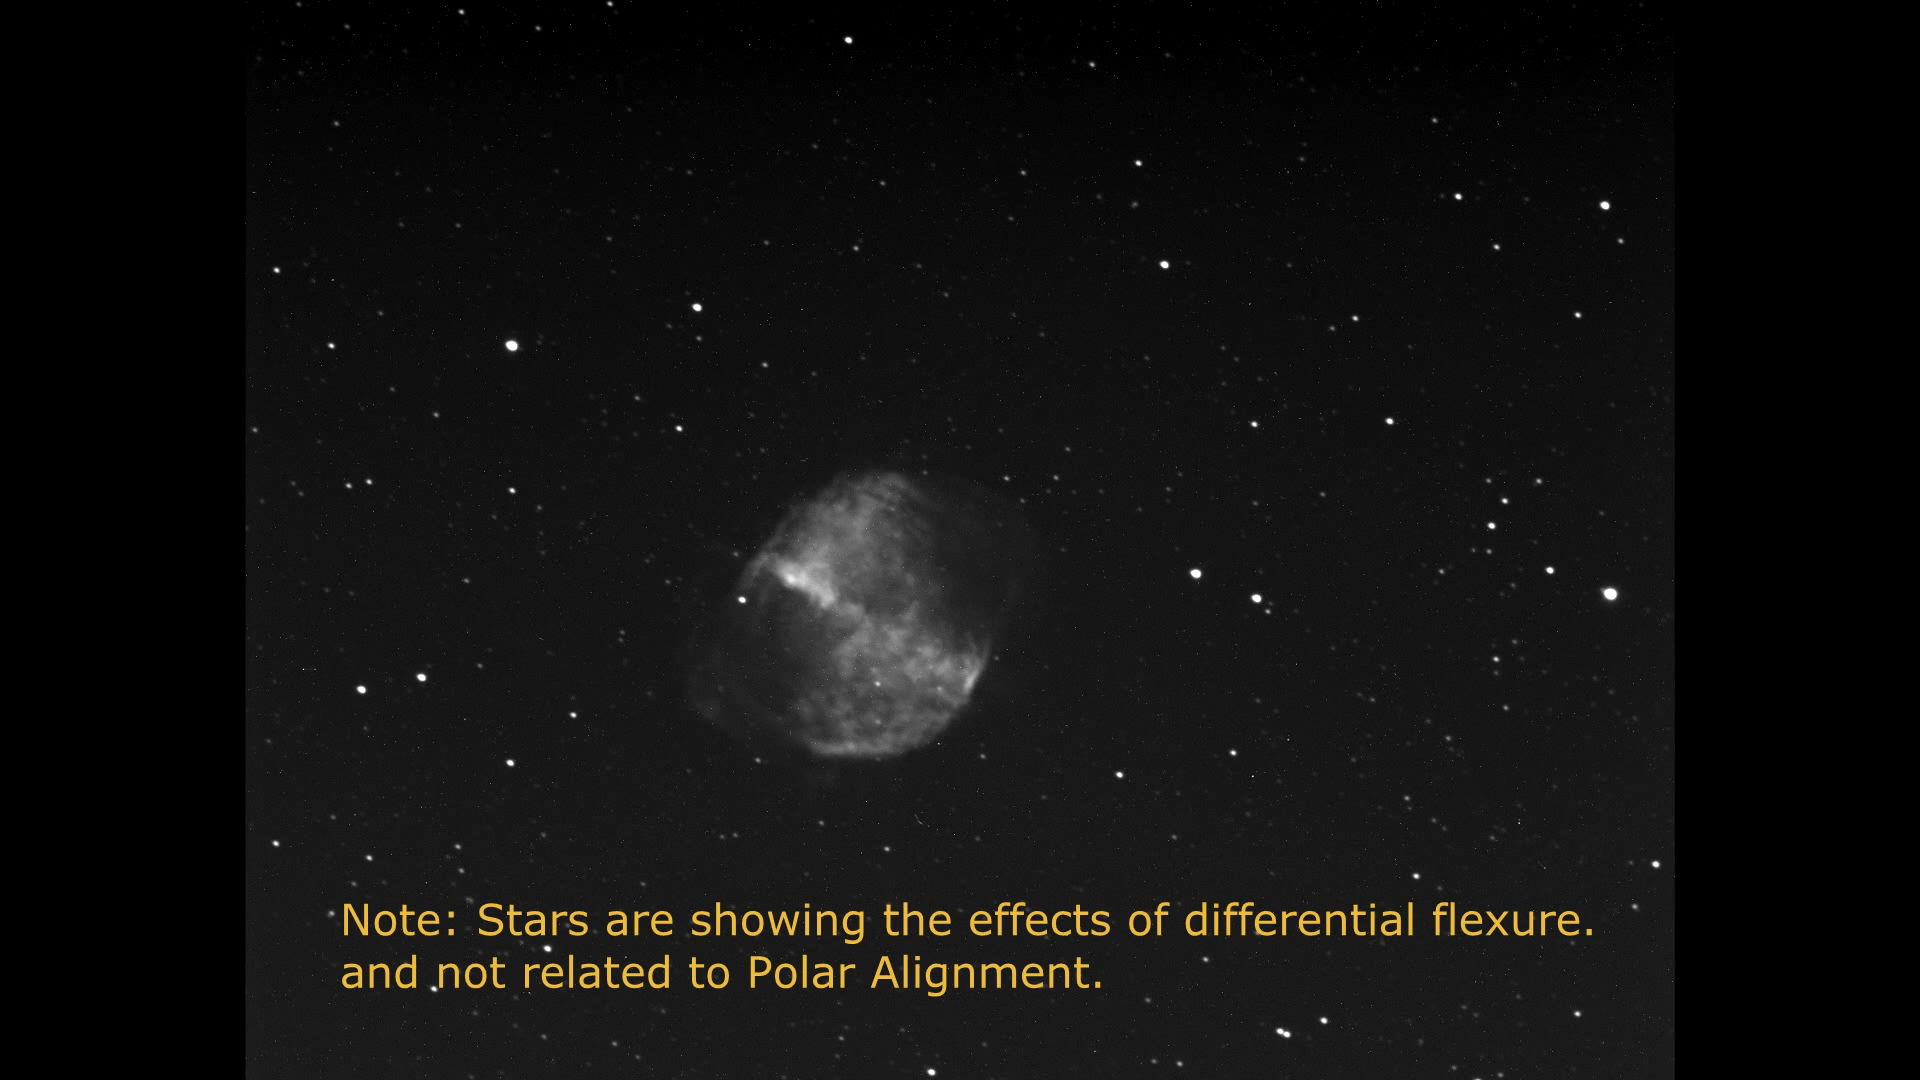 Note: Stars are showing the effects of differential flexure.
and not related to Polar Alignment.